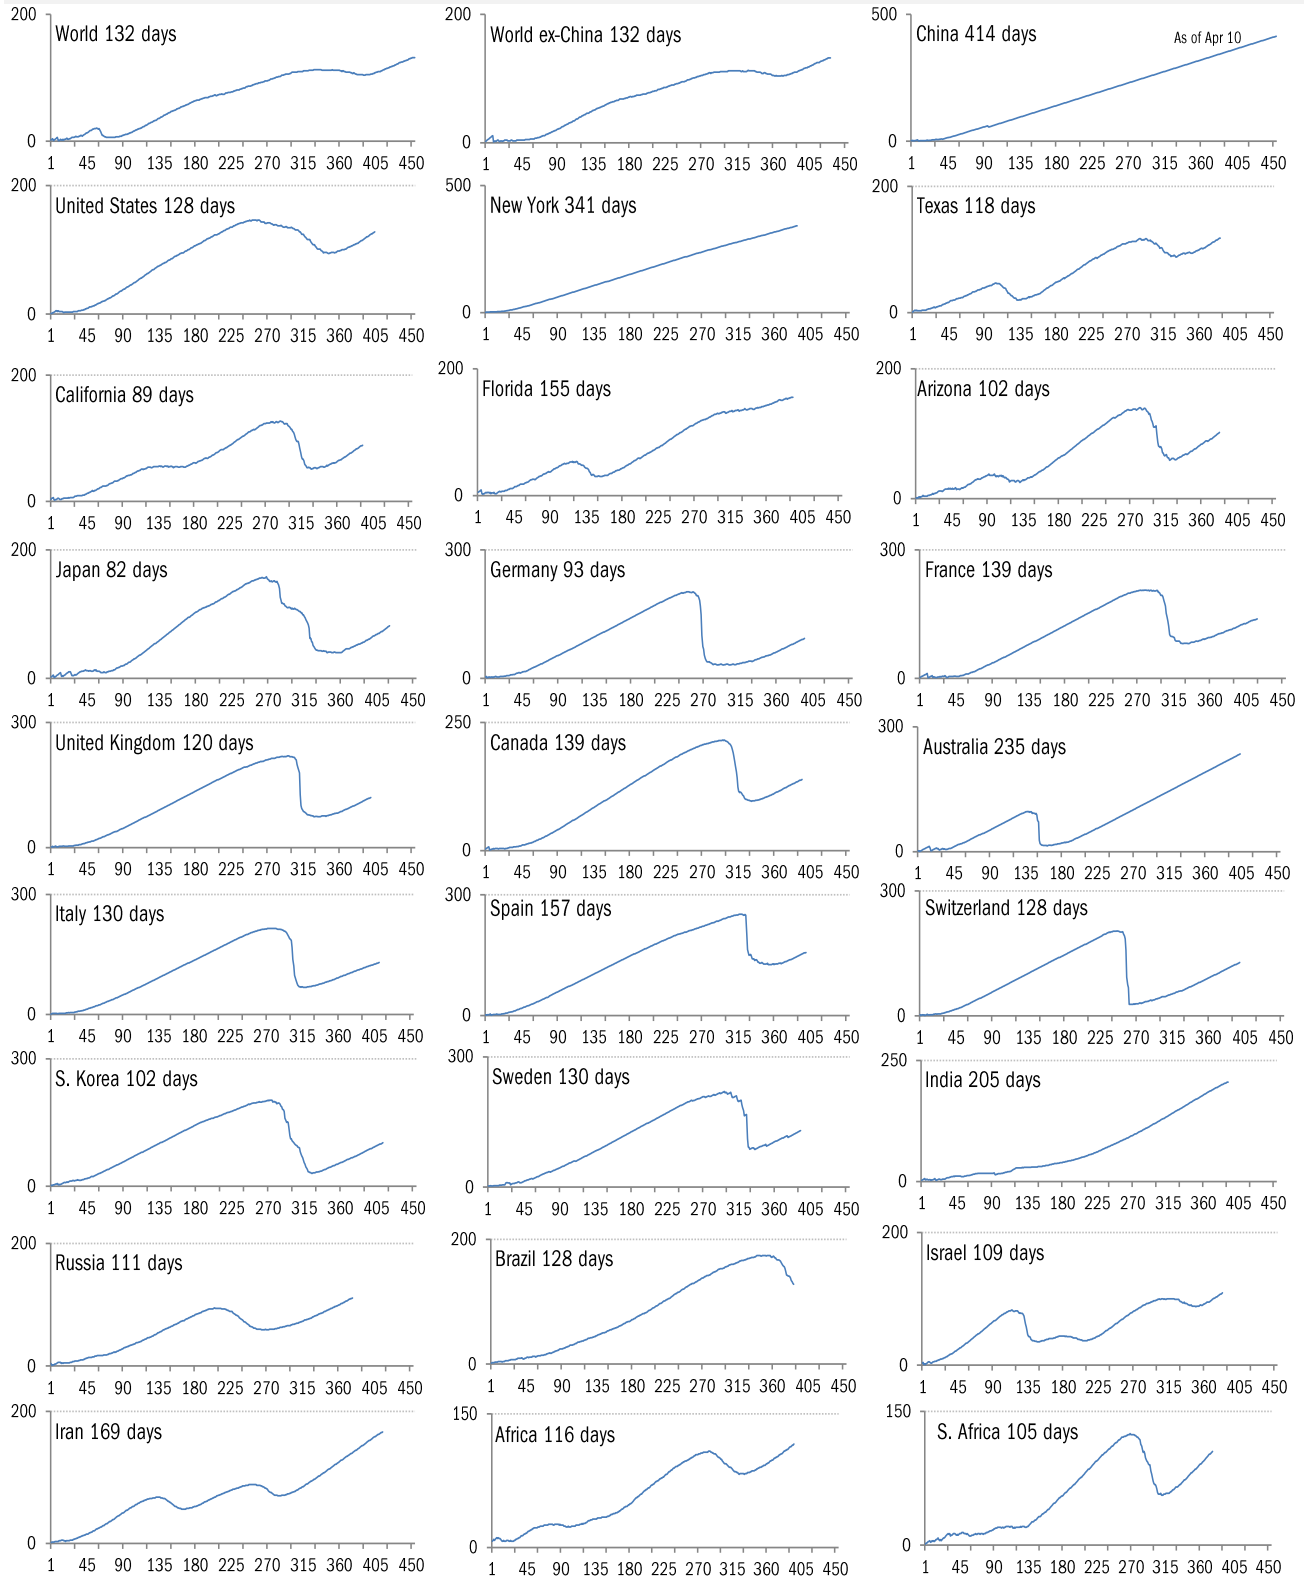 200
World 132 days
0
1 45 90 135 180 225 270 315 360 405 450
200
World ex-China 132 days
0
1 45 90 135 180 225 270 315 360 405 450
500
China 414 days
As of Apr 10
0
1 45 90 135 180 225 270 315 360 405 450
200
United States 128 days
0
1 45 90 135 180 225 270 315 360 405 450
500
New York 341 days
0
1 45 90 135 180 225 270 315 360 405 450
200
Texas 118 days
0
1 45 90 135 180 225 270 315 360 405 450
200
California 89 days
0
1 45 90 135 180 225 270 315 360 405 450
200
Florida 155 days
0
1 45 90 135 180 225 270 315 360 405 450
200
Arizona 102 days
0
1 45 90 135 180 225 270 315 360 405 450
200
Japan 82 days
0
1 45 90 135 180 225 270 315 360 405 450
300
Germany 93 days
0
1 45 90 135 180 225 270 315 360 405 450
300
France 139 days
0
1 45 90 135 180 225 270 315 360 405 450
300
United Kingdom 120 days
0
1 45 90 135 180 225 270 315 360 405 450
250
Canada 139 days
0
1 45 90 135 180 225 270 315 360 405 450
300
Australia 235 days
0
1 45 90 135 180 225 270 315 360 405 450
300
Italy 130 days
0
1 45 90 135 180 225 270 315 360 405 450
300
Spain 157 days
0
1 45 90 135 180 225 270 315 360 405 450
300
Switzerland 128 days
0
1 45 90 135 180 225 270 315 360 405 450
300
S. Korea 102 days
0
1 45 90 135 180 225 270 315 360 405 450
300
Sweden 130 days
0
1 45 90 135 180 225 270 315 360 405 450
250
India 205 days
0
1 45 90 135 180 225 270 315 360 405 450
200
Russia 111 days
0
1 45 90 135 180 225 270 315 360 405 450
200
Brazil 128 days
0
1 45 90 135 180 225 270 315 360 405 450
200
Israel 109 days
0
1 45 90 135 180 225 270 315 360 405 450
200
Iran 169 days
0
1 45 90 135 180 225 270 315 360 405 450
150
Africa 116 days
0
1 45 90 135 180 225 270 315 360 405 450
150
S. Africa 105 days
0
1 45 90 135 180 225 270 315 360 405 450